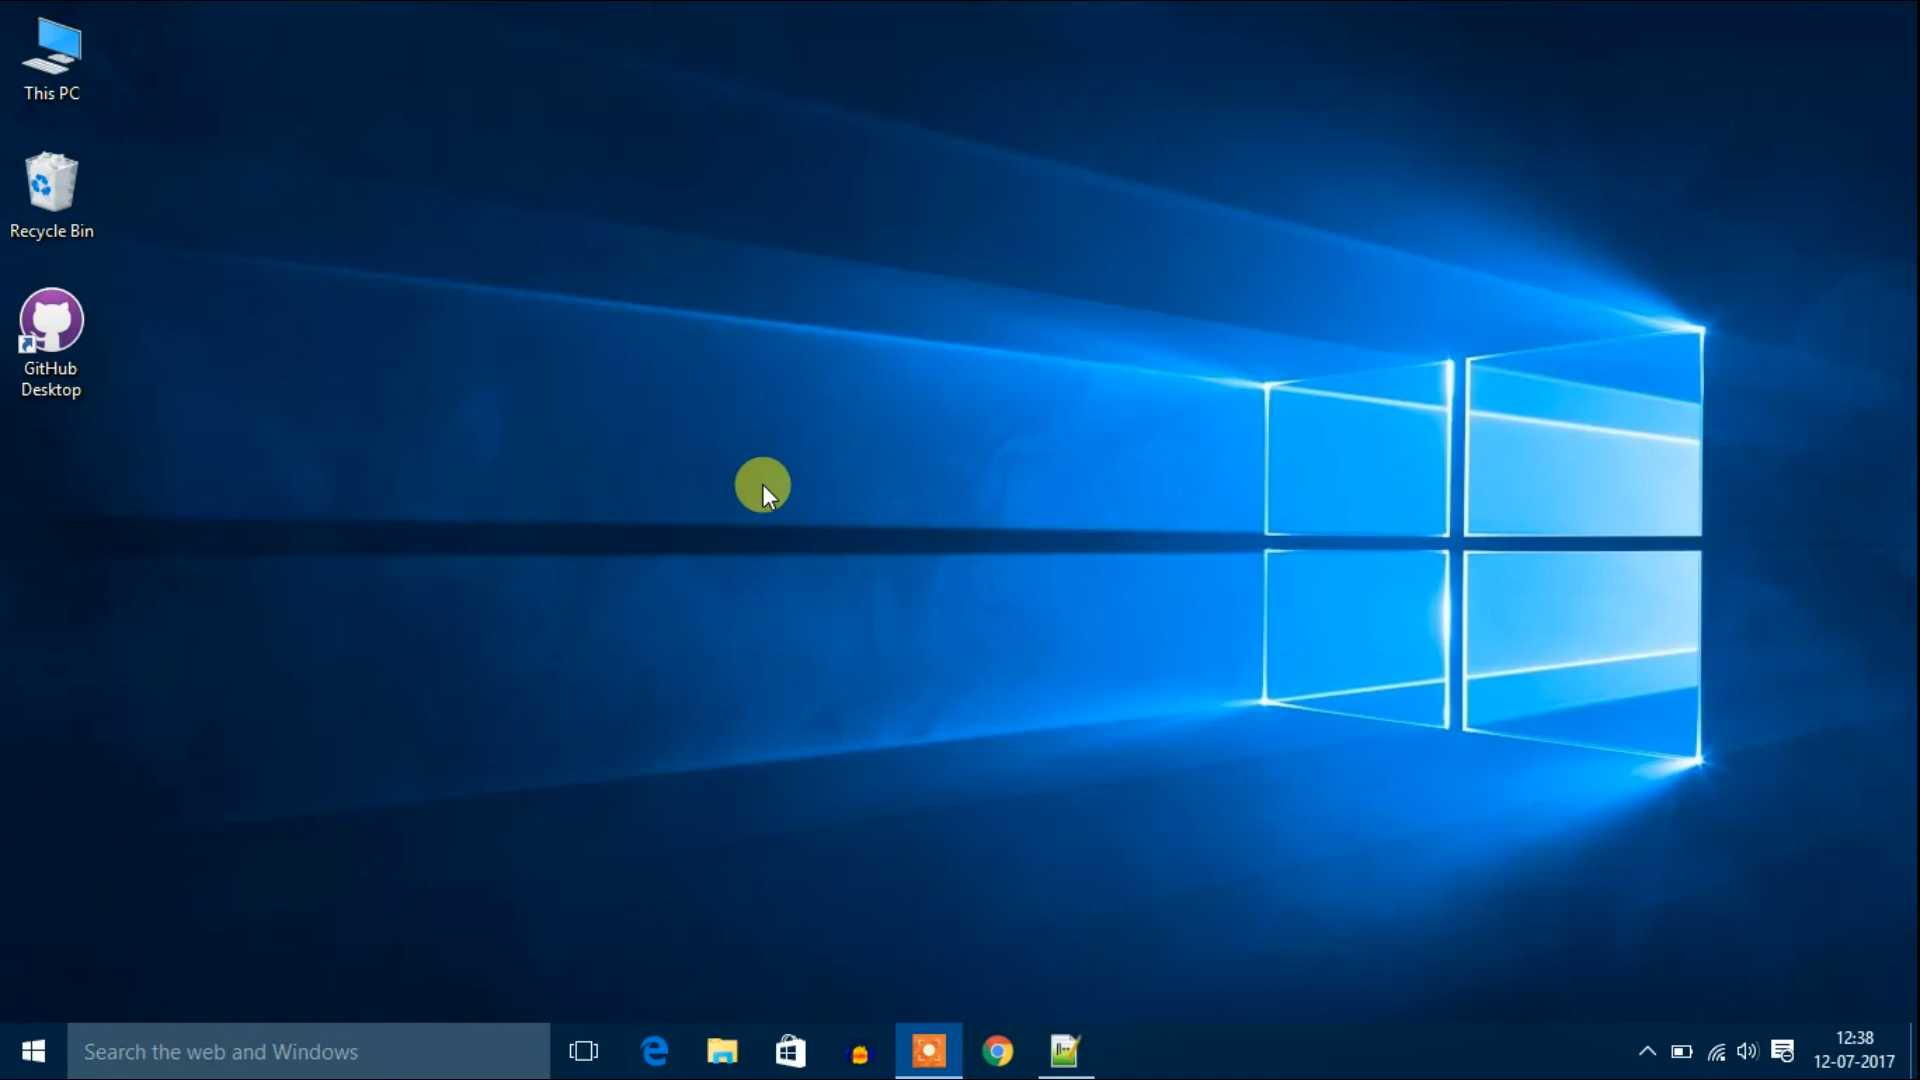 This PC
Recycle Bin
GitHub
Desktop
Search the web and Windows
12:38
12-07-2017